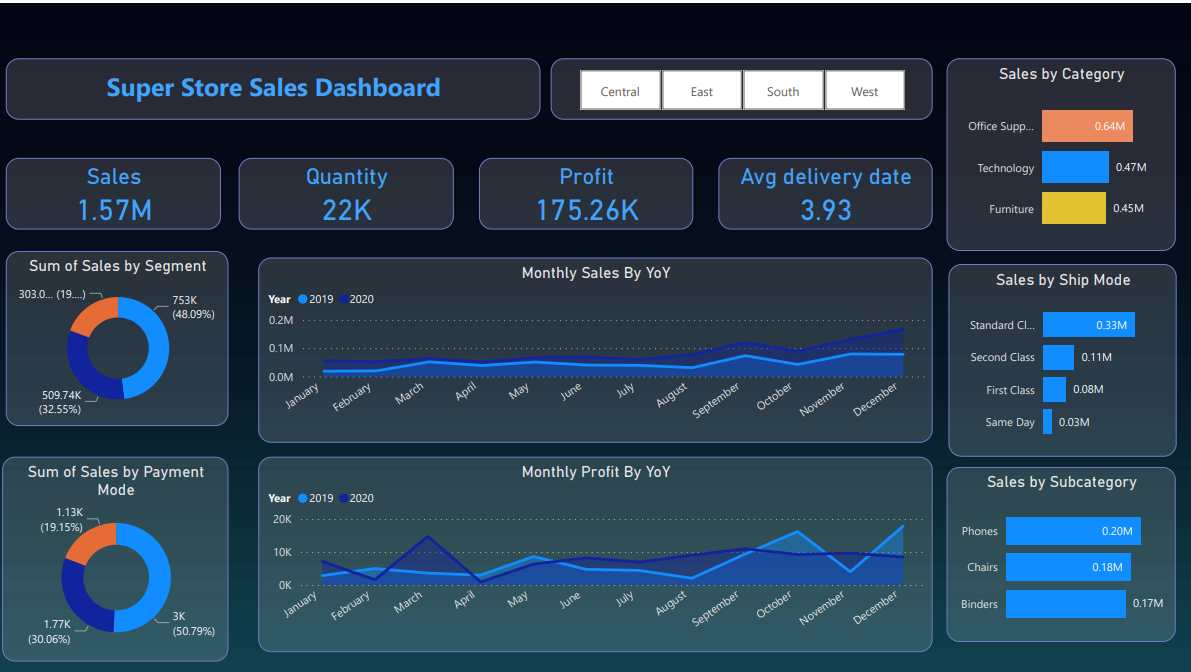 Super Store Sales Dashboard
Central
East
South
West
Sales
1.57M
Quantity
22K
Profit
175.26K
Avg delivery date
3.93
Sales by Category
Office Supp...
0.64M
Technology
0.47M
Furniture
0.45M
Sum of Sales by Segment
303.0... (19....)
753K
(48.09%)
509.74K
(32.55%)
Monthly Sales By YoY
Year 2019 2020
0.2M
0.1M
0.0M
January
February
March
April
May
June
July
August
September
October
November
December
Sales by Ship Mode
Standard Cl...
0.33M
Second Class
0.11M
First Class
0.08M
Same Day
0.03M
Sum of Sales by Payment
Mode
1.13K
(19.15%)
3K
(50.79%)
1.77K
(30.06%)
Monthly Profit By YoY
Year 2019 2020
20K
10K
0K
January
February
March
April
May
June
July
August
September
October
November
December
Sales by Subcategory
Phones
0.20M
Chairs
0.18M
Binders
0.17M